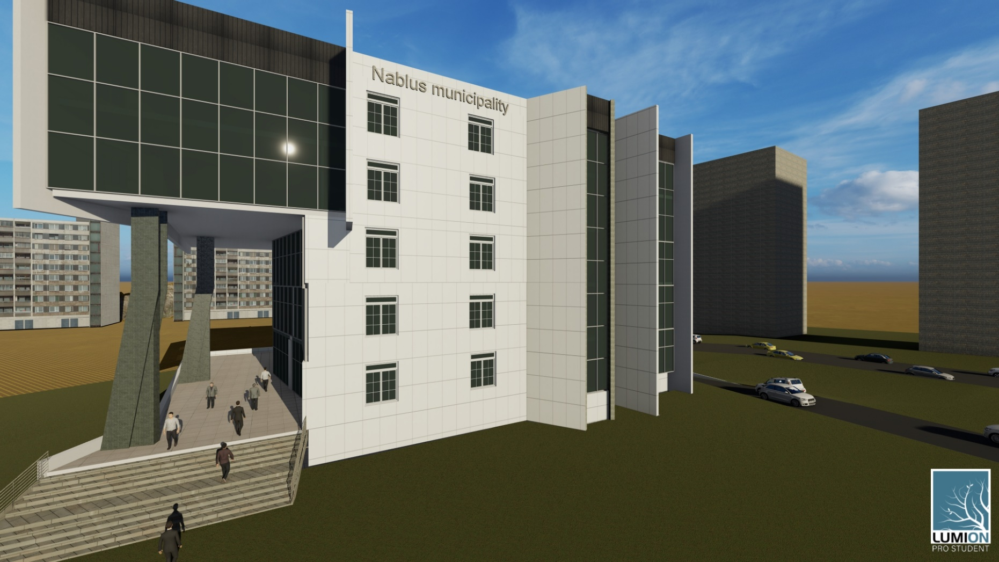 Nablus municipality
LUMION
PRO STUDENT